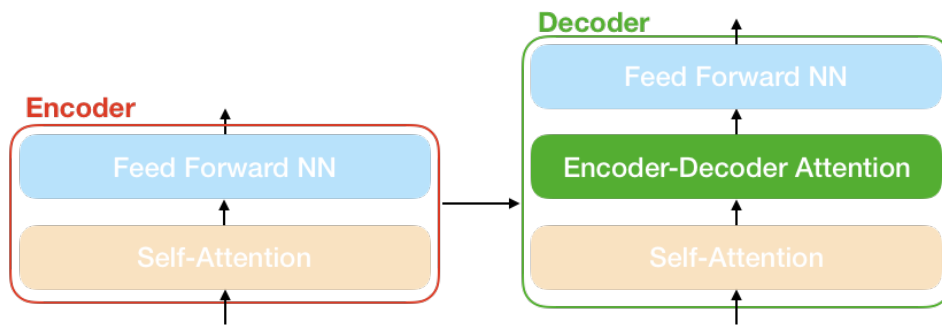 Encoder
Feed Forward NN
Self-Attention
Decoder
Feed Forward NN
Encoder-Decoder Attention
Self-Attention